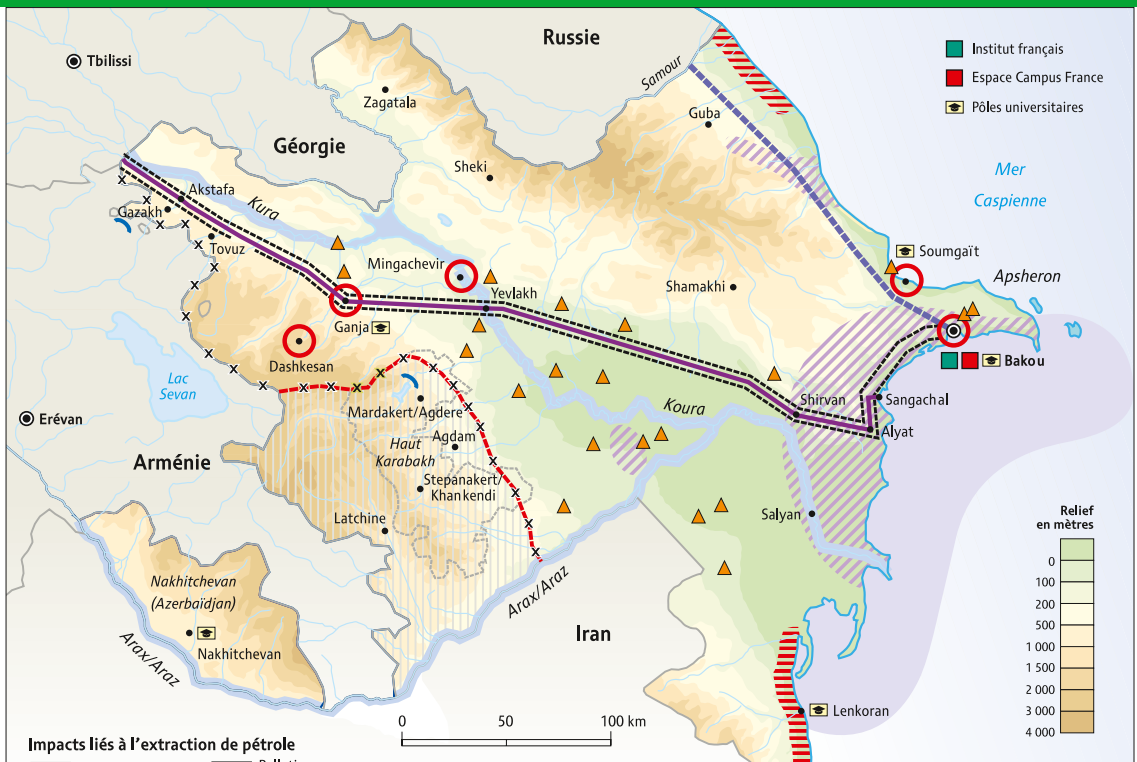 Russie
Institut français
Tbilissi
Samour
Espace Campus France
Zagatala
Pôles universitaires
Guba
Géorgie
Sheki
Mer
Caspienne
Akstafa
Kura
Gazakh
Tovuz
Soumgaït
Mingachevir
Apsheron
Shamakhi
Yevlakh
Ganja
Bakou
Dashkesan
Lac
Sevan
Shirvan
Sangachal
Koura
Mardakert/Agdere
Erévan
Alyat
Agdam
Haut
Karabakh
Arménie
Stepanakert/
Khankendi
Salyan
Relief
en mètres
Latchine
0
100
Nakhitchevan
(Azerbaïdjan)
Arax/Araz
200
500
Iran
1 000
Nakhitchevan
1 500
Arax/Araz
2 000
3 000
Lenkoran
4 000
0 50 100 km
Impacts liés à l'extraction de pétrole